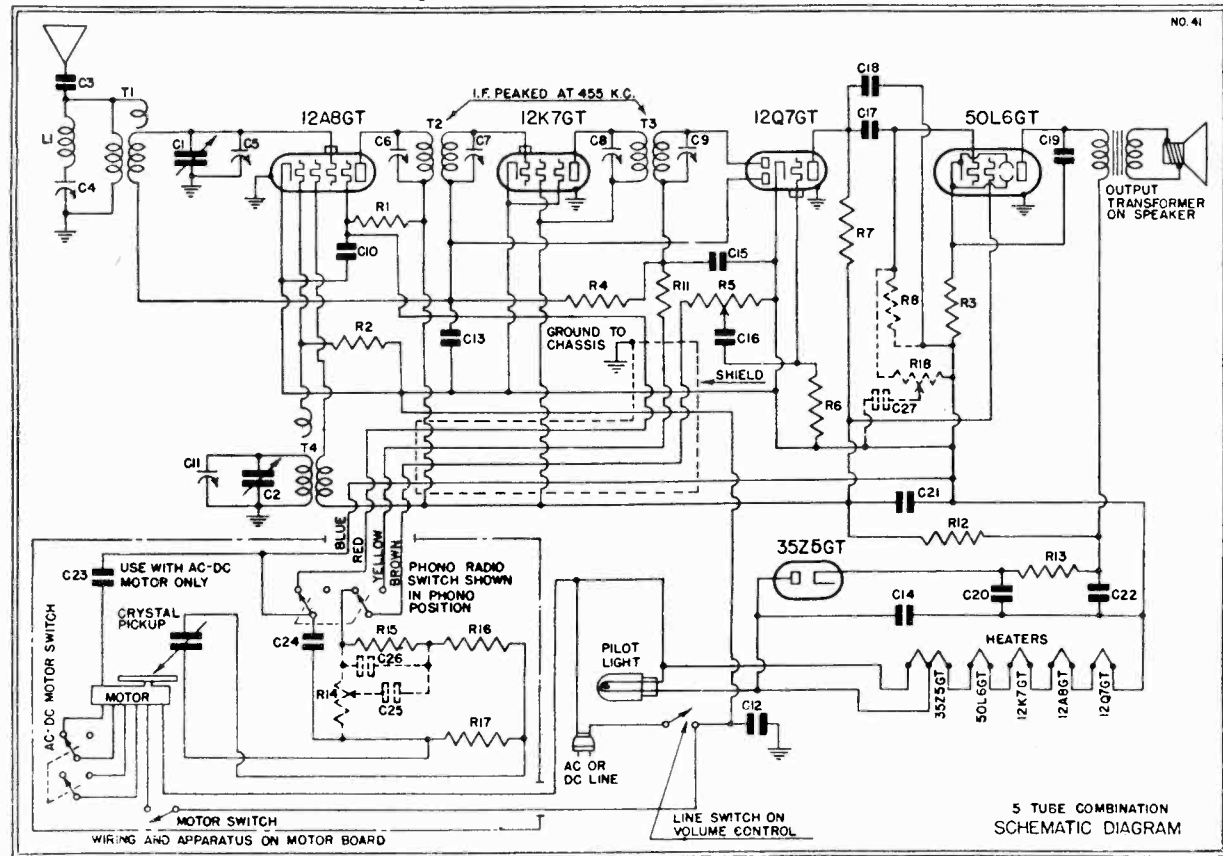 NO. 41
C3
T1
L1
C4
C1
C5
12A8GT
I.F. PEAKED AT 455 K.C.
C6
T2
C7
12K7GT
C8
T3
C9
12Q7GT
C18
C17
50L6GT
C19
OUTPUT
TRANSFORMER
ON SPEAKER
R1
C10
R7
C15
R11
R4
R5
R8
R3
R2
C13
GROUND TO
CHASSIS
C16
SHIELD
R18
C27
R6
T4
C11
C2
C21
R12
BLUE
RED
YELLOW
BROWN
35Z5GT
R13
C23
USE WITH AC-DC
MOTOR ONLY
PHONO RADIO
SWITCH SHOWN
IN PHONO
POSITION
C14
C20
C22
CRYSTAL
PICKUP
C24
R15
R16
C26
R14
C25
R17
PILOT
LIGHT
HEATERS
35Z5GT
50L6GT
12K7GT
12A8GT
12Q7GT
MOTOR
AC-DC MOTOR SWITCH
C12
AC OR
DC LINE
MOTOR SWITCH
LINE SWITCH ON
VOLUME CONTROL
WIRING AND APPARATUS ON MOTOR BOARD
5 TUBE COMBINATION
SCHEMATIC DIAGRAM